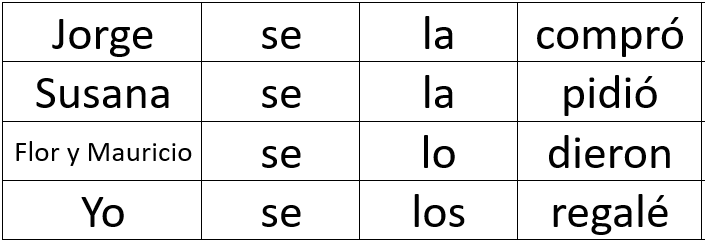 Jorge se la compró
Susana se la pidió
Flor y Mauricio se lo dieron
Yo se los regalé